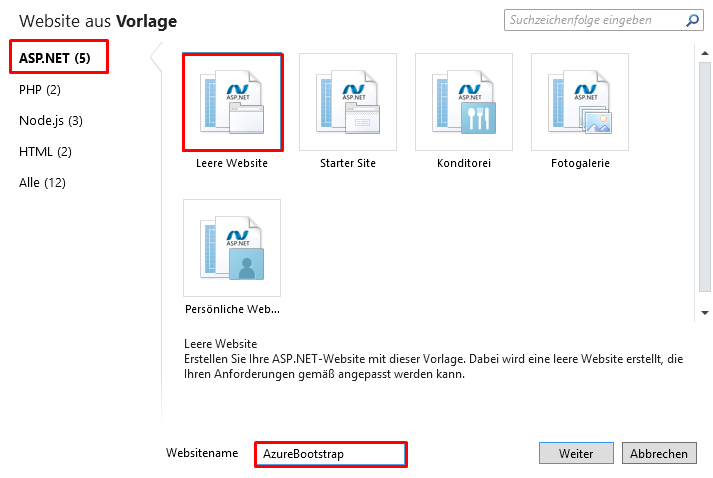 Website aus Vorlage
Suchzeichenfolge eingeben
ASP.NET (5)
PHP (2)
Node.js (3)
HTML (2)
Alle (12)
ASP.NET
ASP.NET
ASP.NET
ASP.NET
Leere Website
Starter Site
Konditorei
Fotogalerie
ASP.NET
Persönliche Web...
Leere Website
Erstellen Sie Ihre ASP.NET-Website mit dieser Vorlage. Dabei wird eine leere Website erstellt, die
Ihren Anforderungen gemäß angepasst werden kann.
Websitename
AzureBootstrap
Weiter
Abbrechen